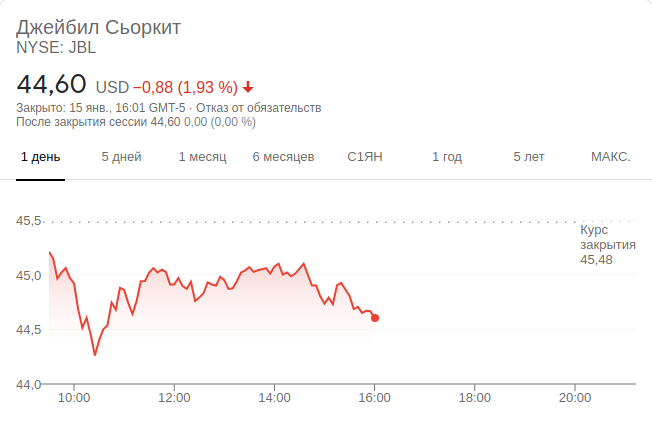 Джейбил Сьоркит
NYSE: JBL
44,60 USD −0,88 (1,93 %)
Закрыто: 15 янв., 16:01 GMT-5 · Отказ от обязательств
После закрытия сессии 44,60 0,00 (0,00 %)
1 день 5 дней 1 месяц 6 месяцев С1ЯН 1 год 5 лет МАКС.
45,5
Курс
закрытия
45,48
45,0
44,5
44,0
10:00 12:00 14:00 16:00 18:00 20:00